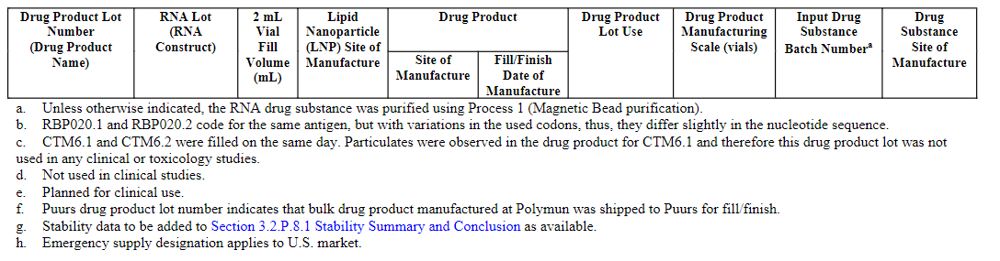 Drug Product Lot Number (Drug Product Name)
RNA Lot (RNA Construct)
2 mL Vial Fill Volume (mL)
Lipid Nanoparticle (LNP) Site of Manufacture
Drug Product
Site of Manufacture
Fill/Finish Date of Manufacture
Drug Product Lot Use
Drug Product Manufacturing Scale (vials)
Input Drug Substance Batch Numberª
Drug Substance Site of Manufacture
a. Unless otherwise indicated, the RNA drug substance was purified using Process 1 (Magnetic Bead purification).
b. RBP020.1 and RBP020.2 code for the same antigen, but with variations in the used codons, thus, they differ slightly in the nucleotide sequence.
c. CTM6.1 and CTM6.2 were filled on the same day. Particulates were observed in the drug product for CTM6.1 and therefore this drug product lot was not
used in any clinical or toxicology studies.
d. Not used in clinical studies.
e. Planned for clinical use.
f. Puurs drug product lot number indicates that bulk drug product manufactured at Polymun was shipped to Puurs for fill/finish.
g. Stability data to be added to Section 3.2.P.8.1 Stability Summary and Conclusion as available.
h. Emergency supply designation applies to U.S. market.